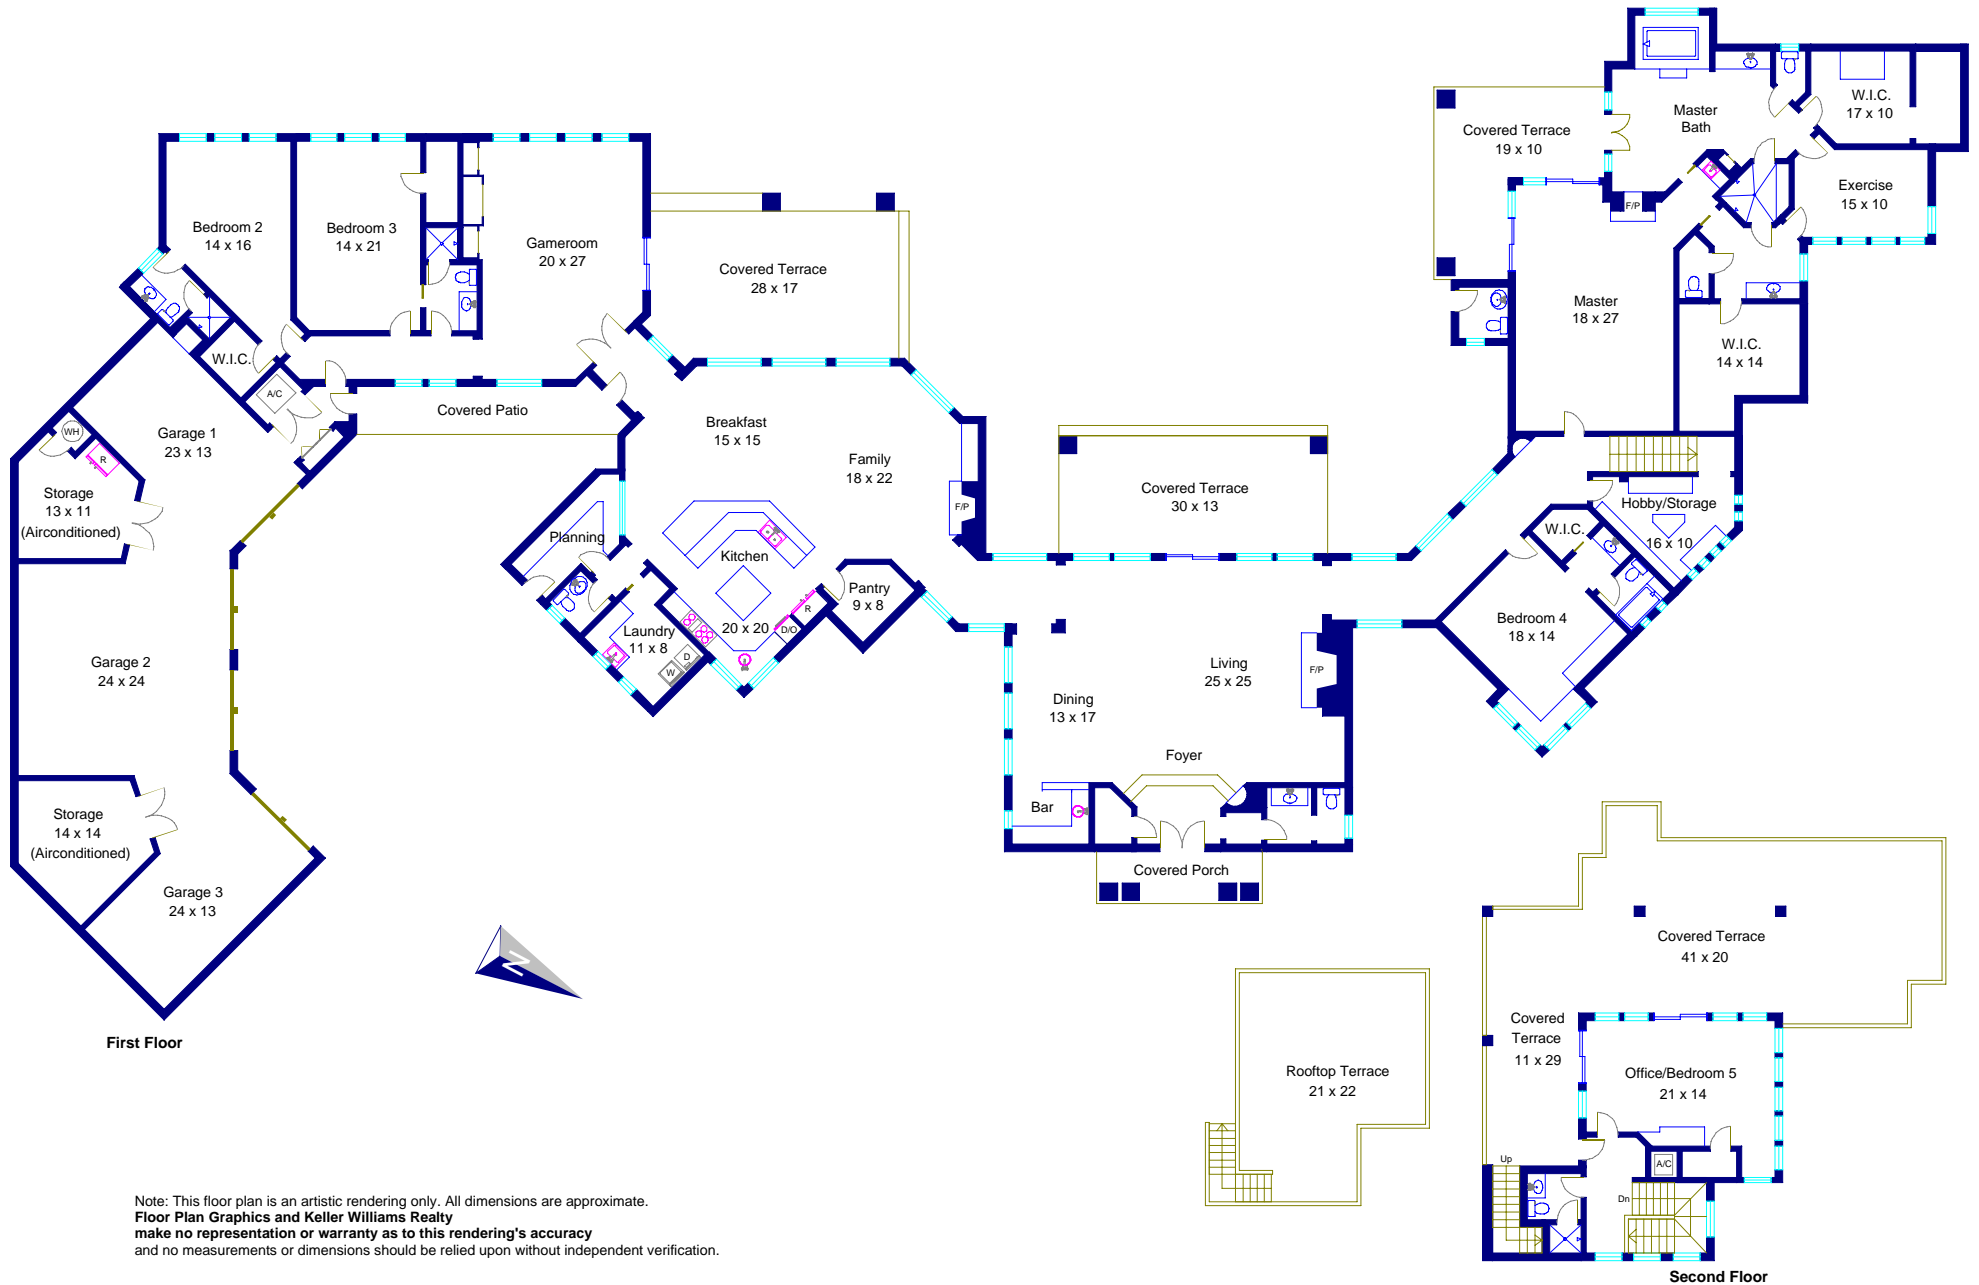 Bedroom 2
14 x 16
Bedroom 3
14 x 21
Gameroom
20 x 27
Covered Terrace
28 x 17
W.I.C.
A/C
Covered Patio
Garage 1
23 x 13
WH
R
Storage
13 x 11
(Airconditioned)
Garage 2
24 x 24
Storage
14 x 14
(Airconditioned)
Garage 3
24 x 13
First Floor
Breakfast
15 x 15
Family
18 x 22
F/P
Planning
Kitchen
20 x 20
Pantry
9 x 8
R
D/O
Laundry
11 x 8
D
W
N
Covered Terrace
30 x 13
Living
25 x 25
F/P
Dining
13 x 17
Foyer
Bar
Covered Porch
Covered Terrace
19 x 10
Master
Bath
W.I.C.
17 x 10
Exercise
15 x 10
F/P
Master
18 x 27
W.I.C.
14 x 14
Hobby/Storage
16 x 10
W.I.C.
Bedroom 4
18 x 14
Covered Terrace
41 x 20
Covered
Terrace
11 x 29
Office/Bedroom 5
21 x 14
A/C
Up
Dn
Rooftop Terrace
21 x 22
Second Floor
Note: This floor plan is an artistic rendering only. All dimensions are approximate.
Floor Plan Graphics and Keller Williams Realty
make no representation or warranty as to this rendering's accuracy
and no measurements or dimensions should be relied upon without independent verification.